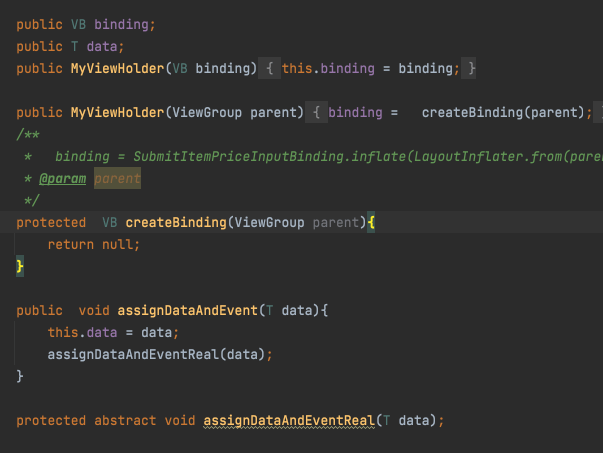 public VB binding;
public T data;
public MyViewHolder(VB binding) { this.binding = binding; }
public MyViewHolder(ViewGroup parent) { binding =   createBinding(parent);
/**
 *   binding = SubmitItemPriceInputBinding.inflate(LayoutInflater.from(pare
 * @param parent
 */
protected  VB createBinding(ViewGroup parent){
    return null;
}
public  void assignDataAndEvent(T data){
    this.data = data;
    assignDataAndEventReal(data);
}
protected abstract void assignDataAndEventReal(T data);